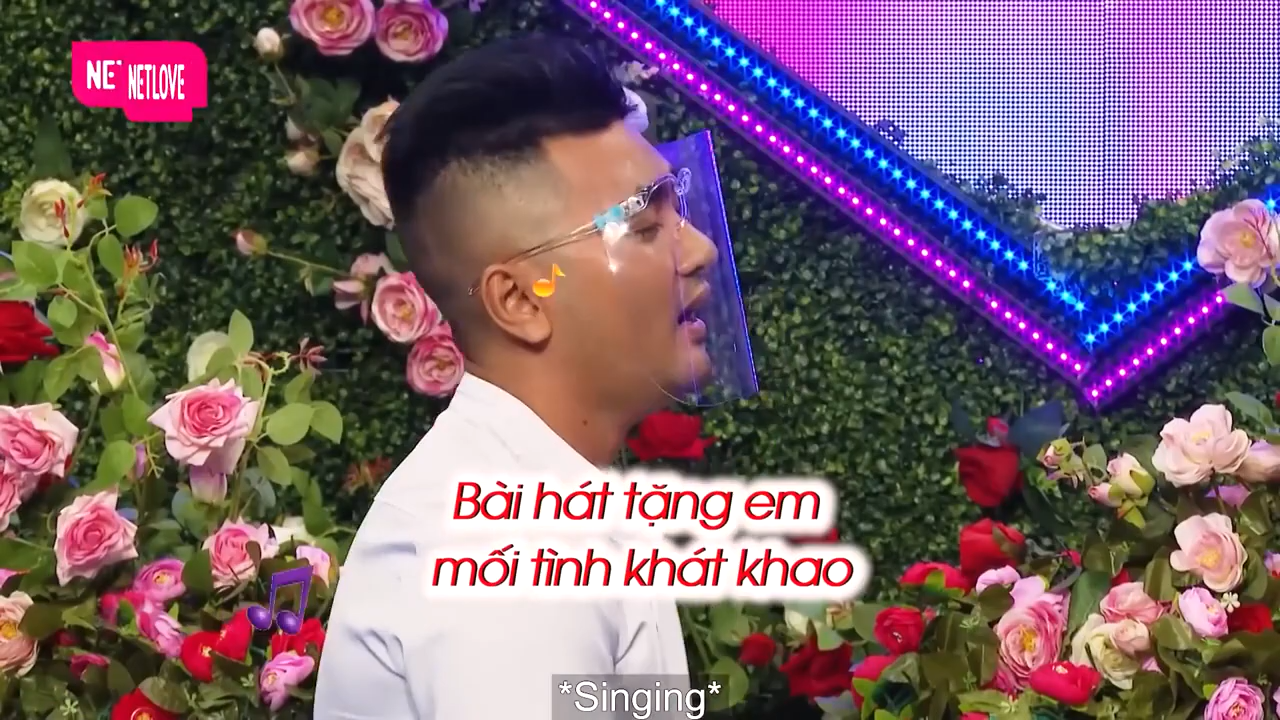 NE
NETLOVE
Bài hát tặng em
mối tình khát khao
*Singing*